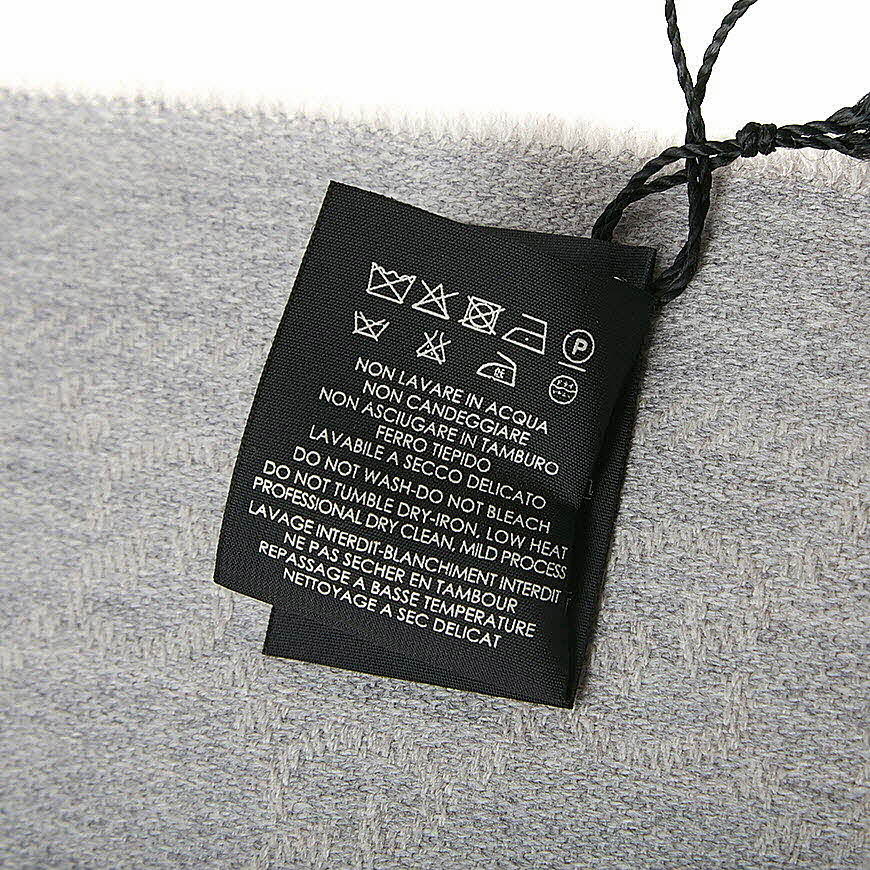 P
NON LAVARE IN ACQUA
NON CANDEGGIARE
NON ASCIUGARE IN TAMBURO
FERRO TIEPIDO
LAVABILE A SECCO DELICATO
DO NOT WASH-DO NOT BLEACH
DO NOT TUMBLE DRY-IRON, LOW HEAT
PROFESSIONAL DRY CLEAN, MILD PROCESS
LAVAGE INTERDIT-BLANCHIMENT INTERDIT
NE PAS SECHER EN TAMBOUR
REPASSAGE A BASSE TEMPERATURE
NETTOYAGE A SEC DELICAT